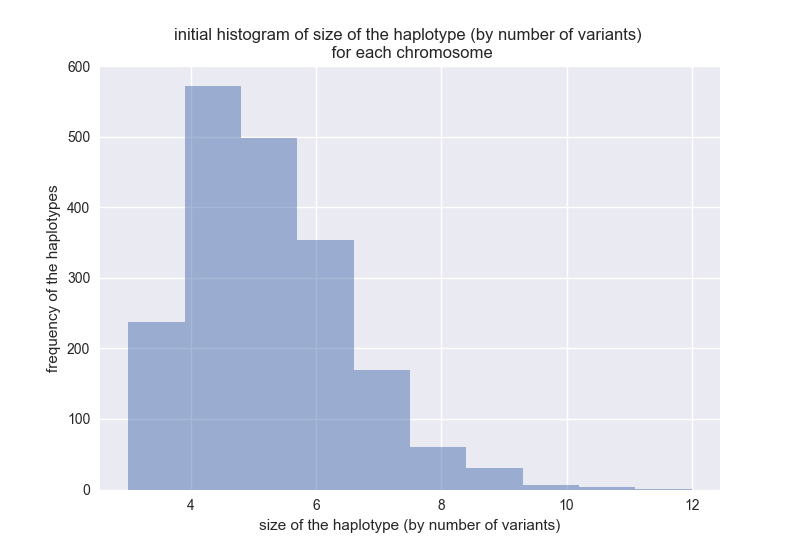 initial histogram of size of the haplotype (by number of variants)
for each chromosome
600
500
400
300
200
100
0
frequency of the haplotypes
4 6 8 10 12
size of the haplotype (by number of variants)